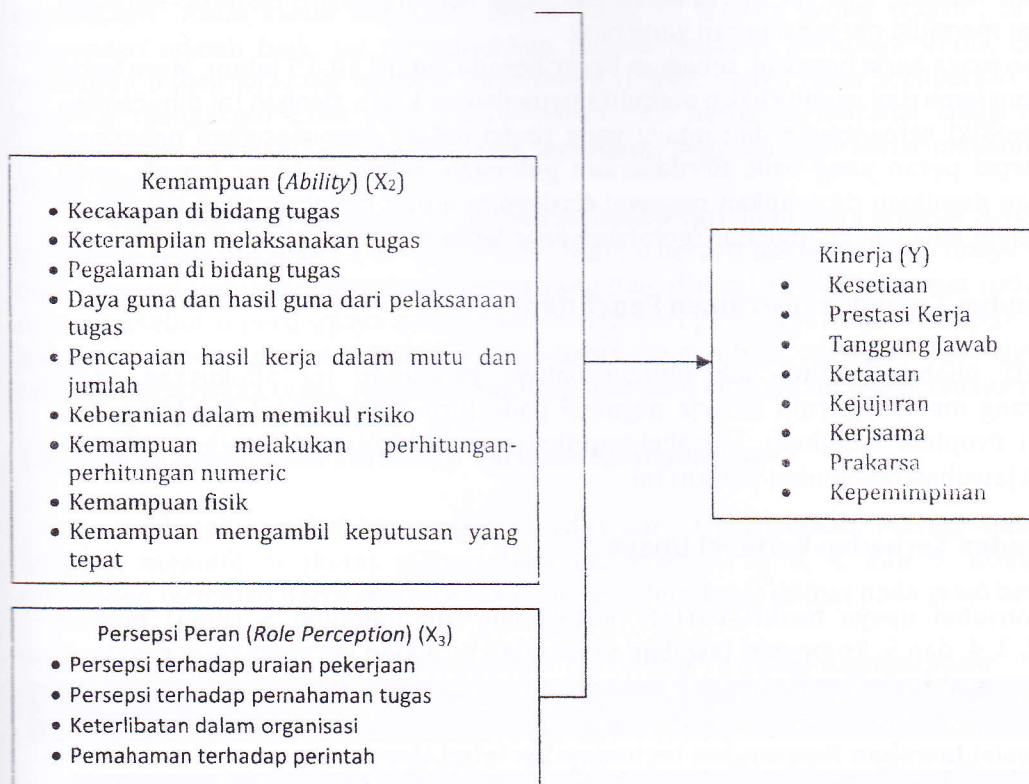 Kemampuan (Ability) (X2)
• Kecakapan di bidang tugas
• Keterampilan melaksanakan tugas
• Pegalaman di bidang tugas
• Daya guna dan hasil guna dari pelaksanaan
tugas
• Pencapaian hasil kerja dalam mutu dan
jumlah
• Keberanian dalam memikul risiko
• Kemampuan melakukan perhitungan-
perhitungan numeric
• Kemampuan fisik
• Kemampuan mengambil keputusan yang
tepat
Kinerja (Y)
• Kesetiaan
• Prestasi Kerja
• Tanggung Jawab
• Ketaatan
• Kejujuran
• Kerjsama
• Prakarsa
• Kepemimpinan
Persepsi Peran (Role Perception) (X3)
• Persepsi terhadap uraian pekerjaan
• Persepsi terhadap pemahaman tugas
• Keterlibatan dalam organisasi
• Pemahaman terhadap perintah